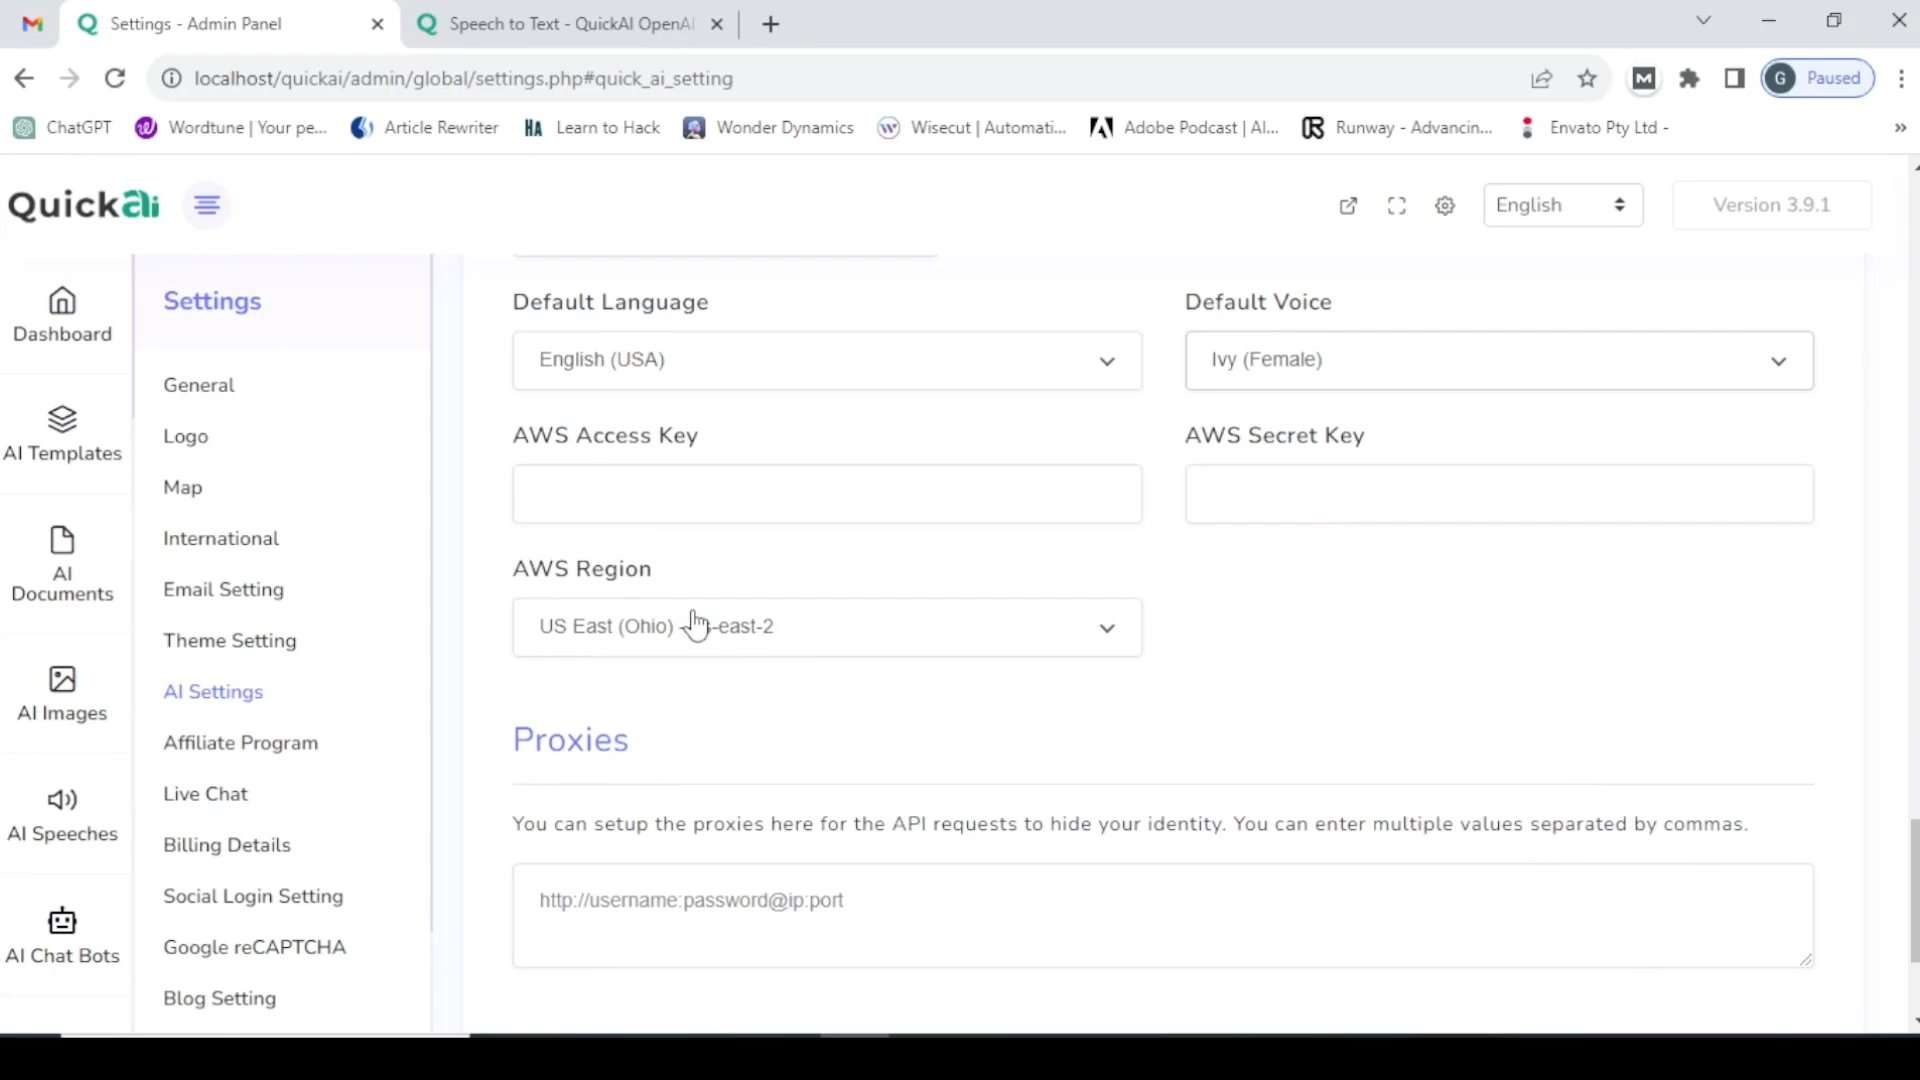 Settings - Admin Panel
Speech to Text - QuickAI OpenAI
localhost/quickai/admin/global/settings.php#quick_ai_setting
G Paused
ChatGPT
Wordtune | Your pe...
Article Rewriter
HA Learn to Hack
Wonder Dynamics
Wisecut | Automati...
Adobe Podcast | AI...
Runway - Advancin...
Envato Pty Ltd -
QuickAi
English
Version 3.9.1
Dashboard
AI Templates
AI
Documents
AI Images
AI Speeches
AI Chat Bots
Settings
General
Logo
Map
International
Email Setting
Theme Setting
AI Settings
Affiliate Program
Live Chat
Billing Details
Social Login Setting
Google reCAPTCHA
Blog Setting
Default Language
English (USA)
Default Voice
Ivy (Female)
AWS Access Key
AWS Secret Key
AWS Region
US East (Ohio) - us-east-2
Proxies
You can setup the proxies here for the API requests to hide your identity. You can enter multiple values separated by commas.
http://username:password@ip:port